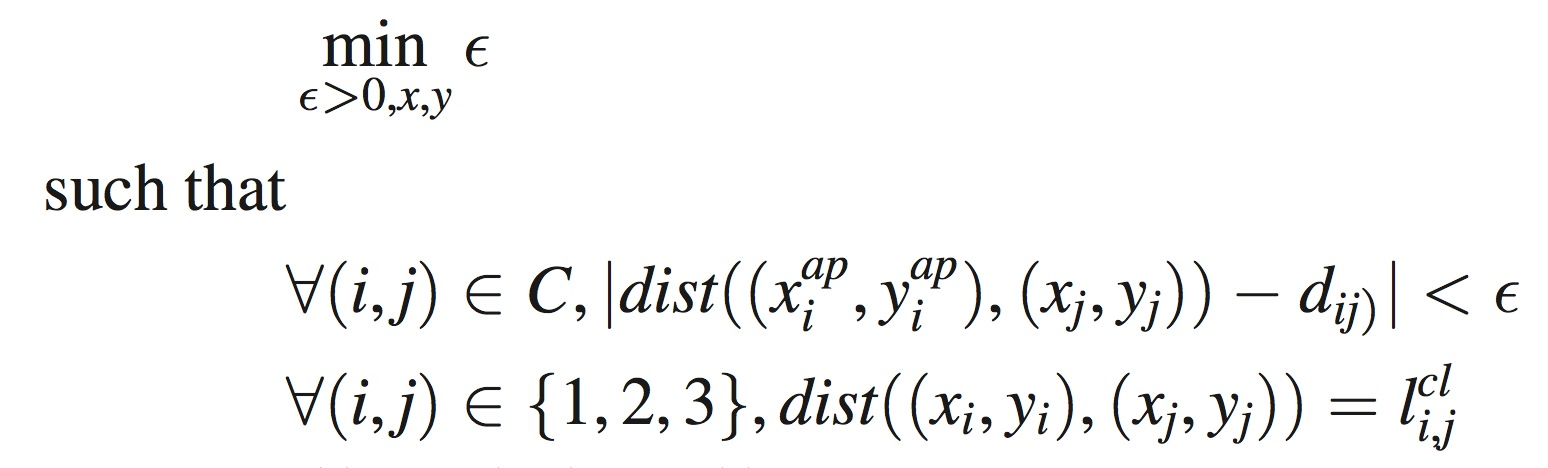 min ϵ
ϵ>0,x,y
such that
∀(i,j) ∈ C, |dist((x_i^{ap}, y_i^{ap}), (x_j, y_j)) − d_{ij)}| < ϵ
∀(i,j) ∈ {1,2,3}, dist((x_i, y_i), (x_j, y_j)) = l_{i,j}^{cl}